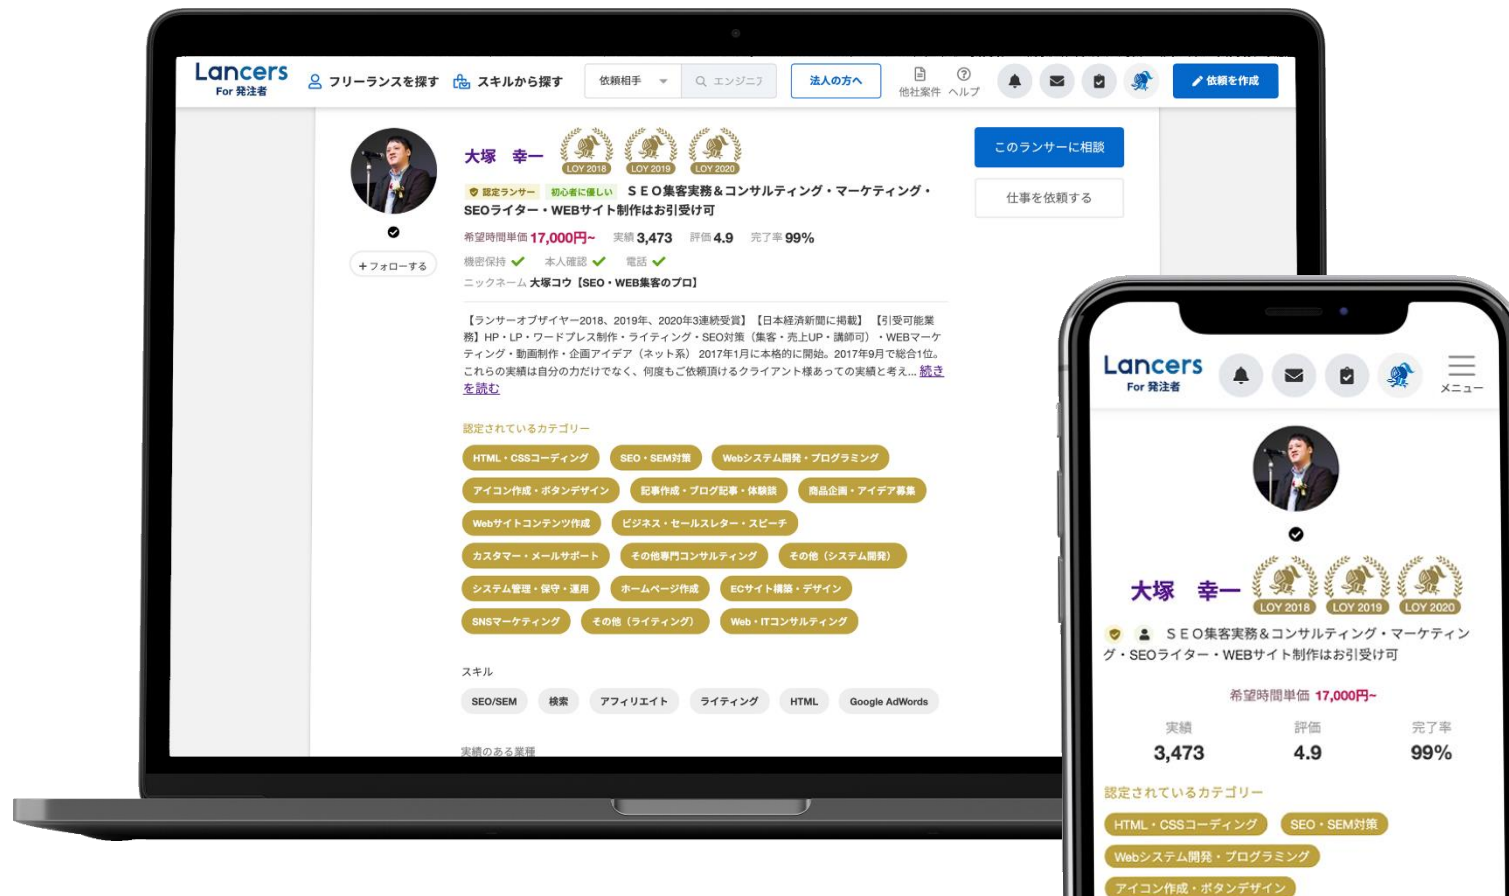 Lancers
For 発注者
フリーランスを探す
スキルから探す
依頼相手
エンジニア
法人の方へ
他社案件
ヘルプ
依頼を作成
大塚 幸一
LOY 2018
LOY 2019
LOY 2020
このランサーに相談
仕事を依頼する
認定ランサー 初心者に優しい ＳＥＯ集客実務＆コンサルティング・マーケティング・
SEOライター・WEBサイト制作はお引受け可
希望時間単価 17,000円~ 実績 3,473 評価 4.9 完了率 99%
+フォローする
機密保持 本人確認 電話
ニックネーム 大塚コウ【SEO・WEB集客のプロ】
【ランサーオブザイヤー2018、2019年、2020年3連続受賞】【日本経済新聞に掲載】 【引受可能業
務】HP・LP・ワードプレス制作・ライティング・SEO対策（集客・売上UP・講師可）・WEBマーケ
ティング・動画制作・企画アイデア（ネット系） 2017年1月に本格的に開始。2017年9月で総合1位。
これらの実績は自分の力だけでなく、何度もご依頼頂けるクライアント様あっての実績と考え... 続き
を読む
認定されているカテゴリー
HTML・CSSコーディング SEO・SEM対策 Webシステム開発・プログラミング
アイコン作成・ボタンデザイン 記事作成・ブログ記事・体験談 商品企画・アイデア募集
Webサイトコンテンツ作成 ビジネス・セールスレター・スピーチ
カスタマー・メールサポート その他専門コンサルティング その他（システム開発）
システム管理・保守・運用 ホームページ作成 ECサイト構築・デザイン
SNSマーケティング その他（ライティング） Web・ITコンサルティング
スキル
SEO/SEM 検索 アフィリエイト ライティング HTML Google AdWords
実績のある業種
Lancers
For 発注者
メニュー
大塚 幸一
LOY 2018
LOY 2019
LOY 2020
ＳＥＯ集客実務＆コンサルティング・マーケティン
グ・SEOライター・WEBサイト制作はお引受け可
希望時間単価 17,000円~
実績 評価 完了率
3,473 4.9 99%
認定されているカテゴリー
HTML・CSSコーディング SEO・SEM対策
Webシステム開発・プログラミング
アイコン作成・ボタンデザイン